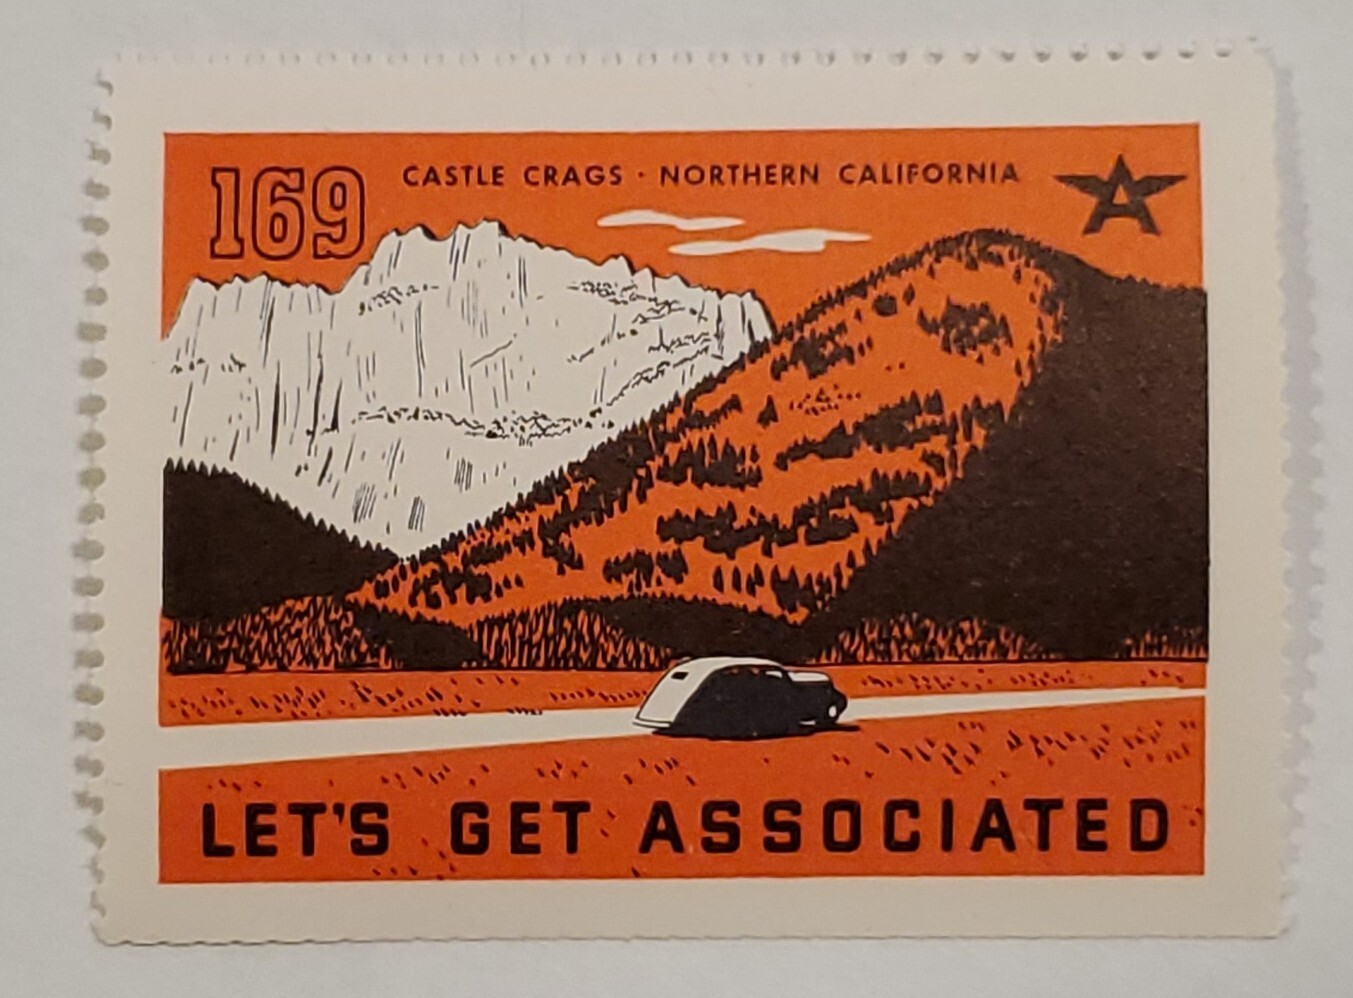 169
CASTLE CRAGS · NORTHERN CALIFORNIA
A
LET'S GET ASSOCIATED